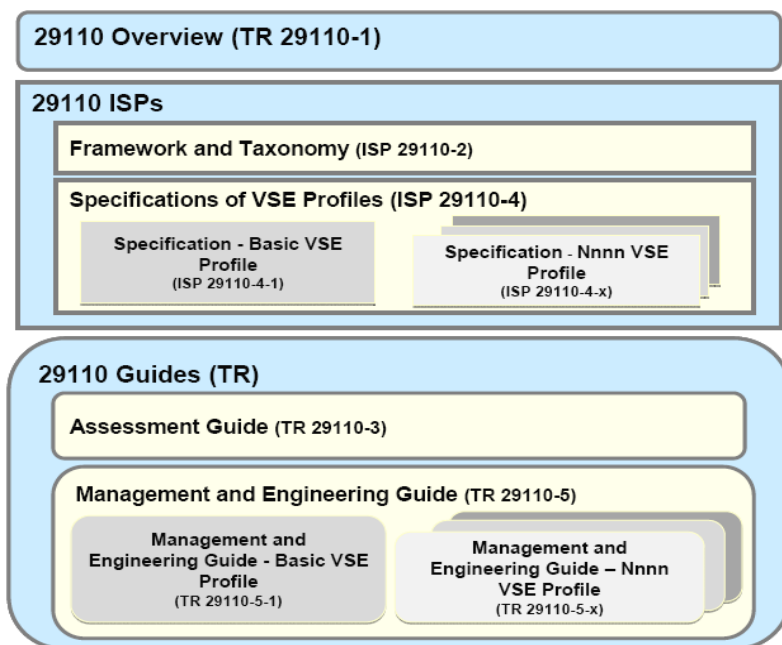 29110 Overview (TR 29110-1)
29110 ISPs
Framework and Taxonomy (ISP 29110-2)
Specifications of VSE Profiles (ISP 29110-4)
Specification - Basic VSE
Profile
(ISP 29110-4-1)
Specification - Nnnn VSE
Profile
(ISP 29110-4-x)
29110 Guides (TR)
Assessment Guide (TR 29110-3)
Management and Engineering Guide (TR 29110-5)
Management and
Engineering Guide - Basic VSE
Profile
(TR 29110-5-1)
Management and
Engineering Guide – Nnnn
VSE Profile
(TR 29110-5-x)